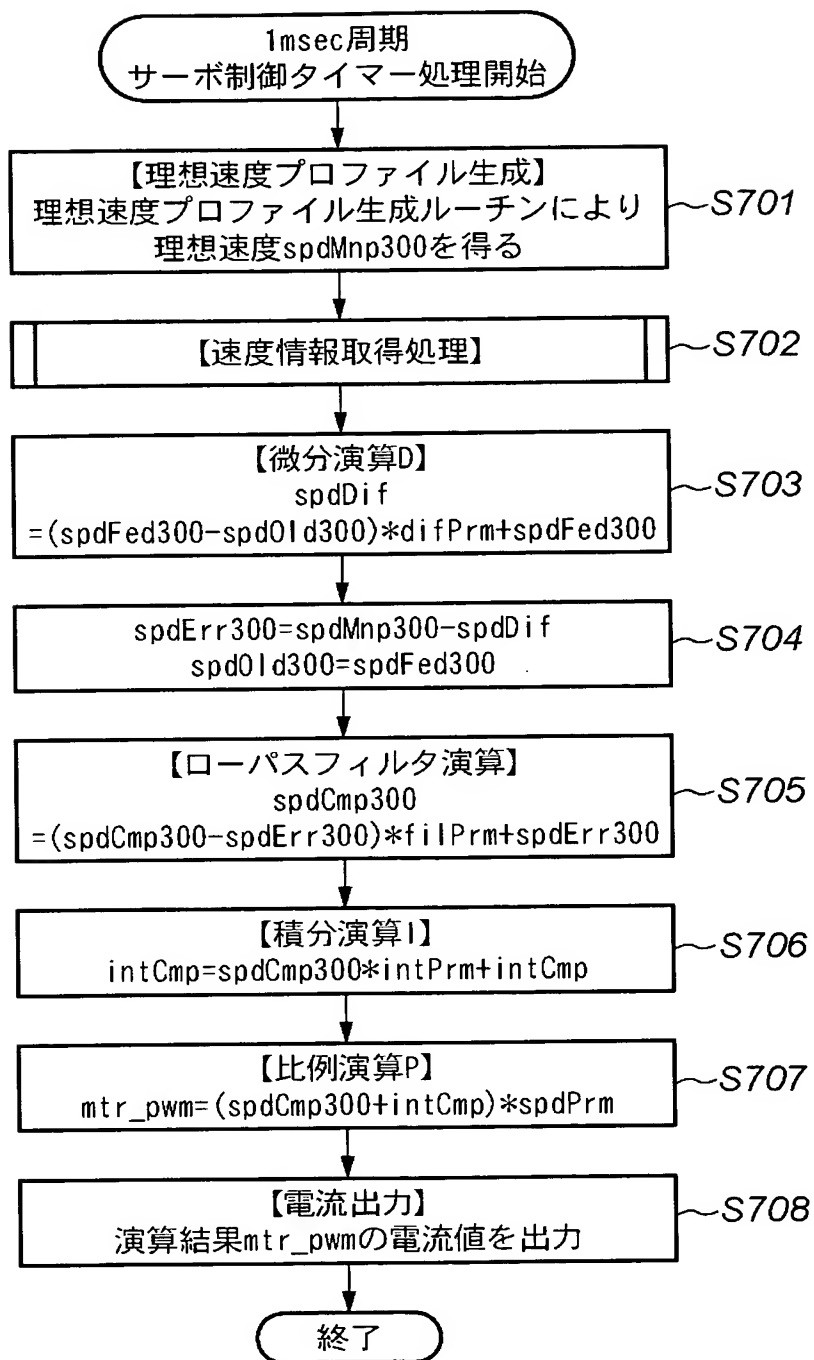 1msec周期
サーボ制御タイマー処理開始
【理想速度プロファイル生成】
理想速度プロファイル生成ルーチンにより
理想速度spdMnp300を得る
S701
【速度情報取得処理】
S702
【微分演算D】
spdDif
=(spdFed300-spdOld300)*difPrm+spdFed300
S703
spdErr300=spdMnp300-spdDif
spdOld300=spdFed300
S704
【ローパスフィルタ演算】
spdCmp300
=(spdCmp300-spdErr300)*filPrm+spdErr300
S705
【積分演算I】
intCmp=spdCmp300*intPrm+intCmp
S706
【比例演算P】
mtr_pwm=(spdCmp300+intCmp)*spdPrm
S707
【電流出力】
演算結果mtr_pwmの電流値を出力
S708
終了